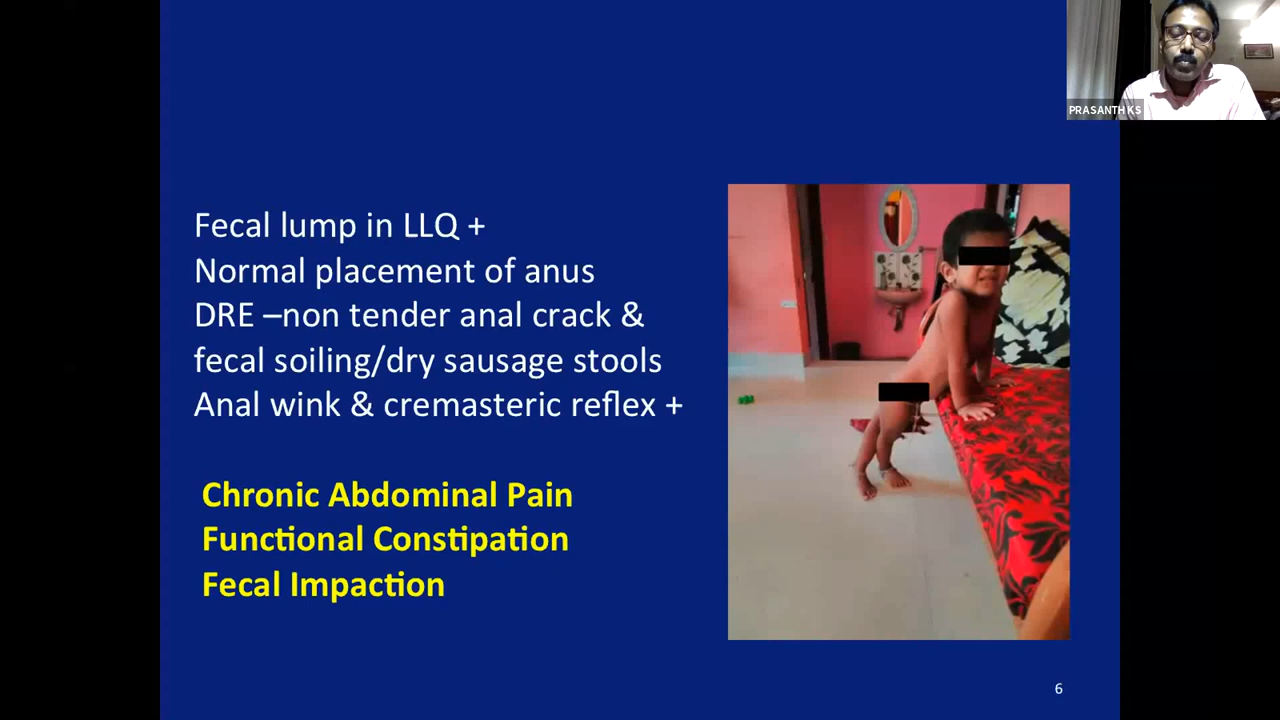 PRASANTH KS
Fecal lump in LLQ +
Normal placement of anus
DRE –non tender anal crack &
fecal soiling/dry sausage stools
Anal wink & cremasteric reflex +
Chronic Abdominal Pain
Functional Constipation
Fecal Impaction
6